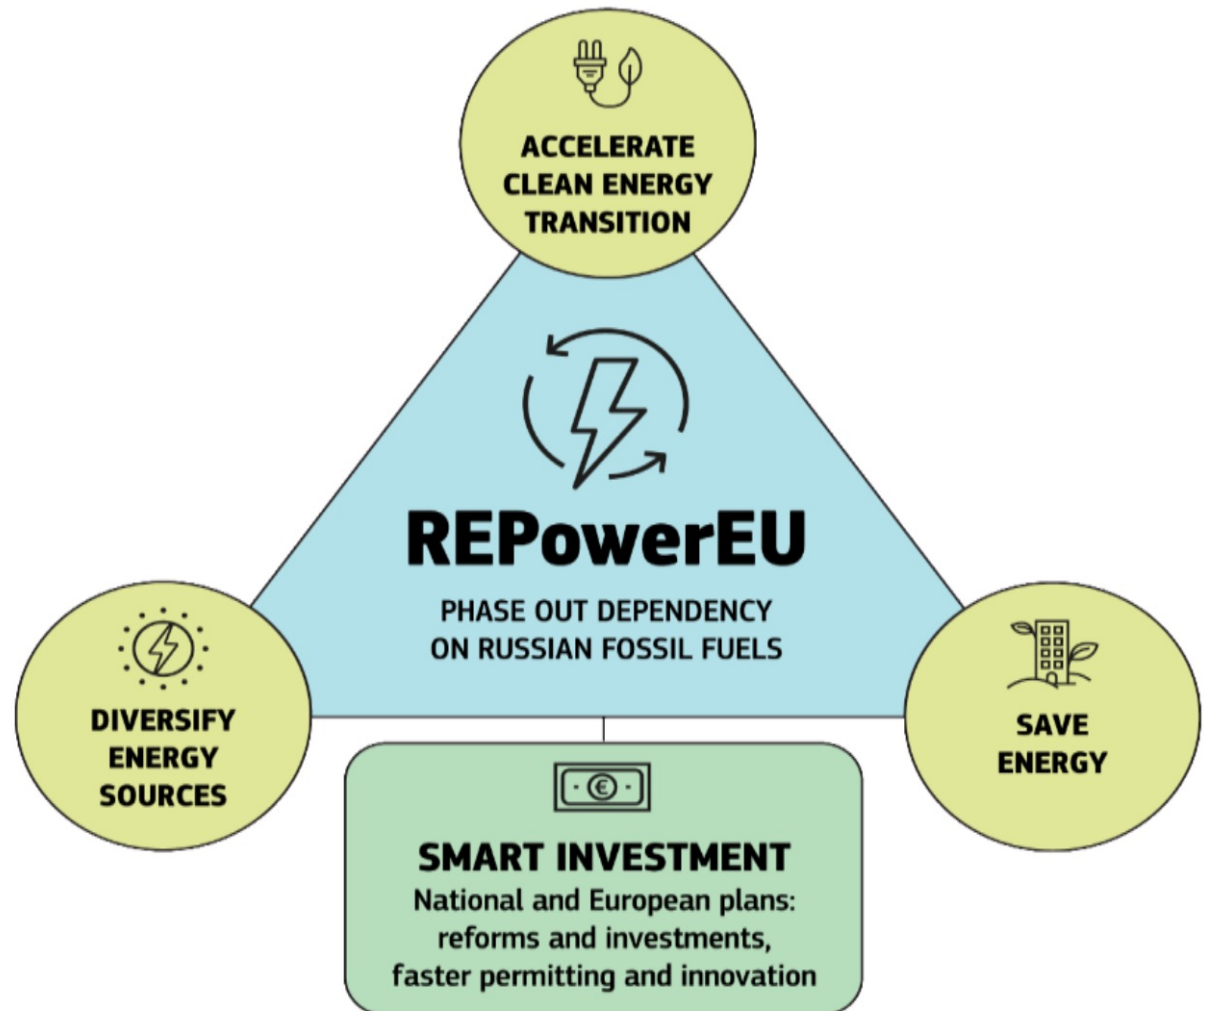 ACCELERATE
CLEAN ENERGY
TRANSITION
REPowerEU
PHASE OUT DEPENDENCY
ON RUSSIAN FOSSIL FUELS
DIVERSIFY
ENERGY
SOURCES
SAVE
ENERGY
€
SMART INVESTMENT
National and European plans:
reforms and investments,
faster permitting and innovation